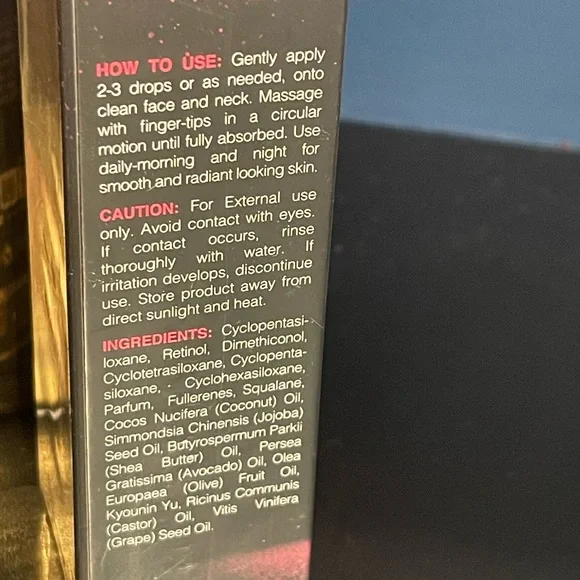 HOW TO USE: Gently apply
2-3 drops or as needed, onto
clean face and neck. Massage
with finger-tips in a circular
motion until fully absorbed. Use
daily-morning and night for
smooth and radiant looking skin.
CAUTION: For External use
only. Avoid contact with eyes.
If contact occurs, rinse
thoroughly with water. If
irritation develops, discontinue
use. Store product away from
direct sunlight and heat.
INGREDIENTS: Cyclopentasi-
loxane, Retinol, Dimethiconol,
Cyclotetrasiloxane, Cyclopenta-
siloxane, Cyclohexasiloxane,
Parfum, Fullerenes, Squalane,
Cocos Nucifera (Coconut) Oil,
Simmondsia Chinensis (Jojoba)
Seed Oil, Butyrospermum Parkli
(Shea Butter) Oil, Persea
Gratissima (Avocado) Oil, Olea
Europaea (Olive) Fruit Oil,
Kyounin Yu, Ricinus Communis
(Castor) Oil, Vitis Vinifera
(Grape) Seed Oil.